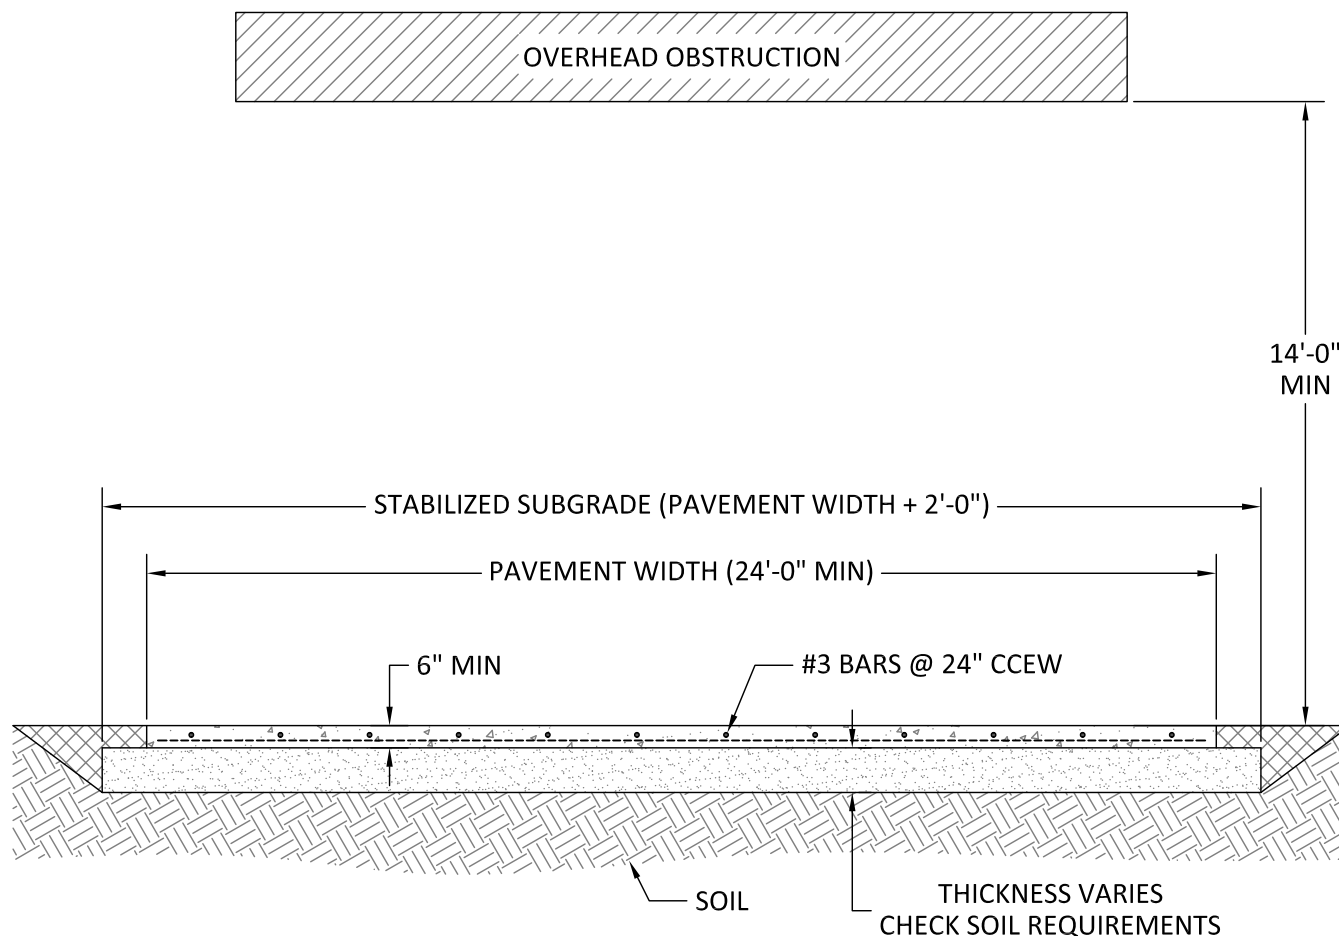 OVERHEAD OBSTRUCTION
14'-0"
MIN
STABILIZED SUBGRADE (PAVEMENT WIDTH + 2'-0")
PAVEMENT WIDTH (24'-0" MIN)
6" MIN
#3 BARS @ 24" CCEW
SOIL
THICKNESS VARIES
CHECK SOIL REQUIREMENTS